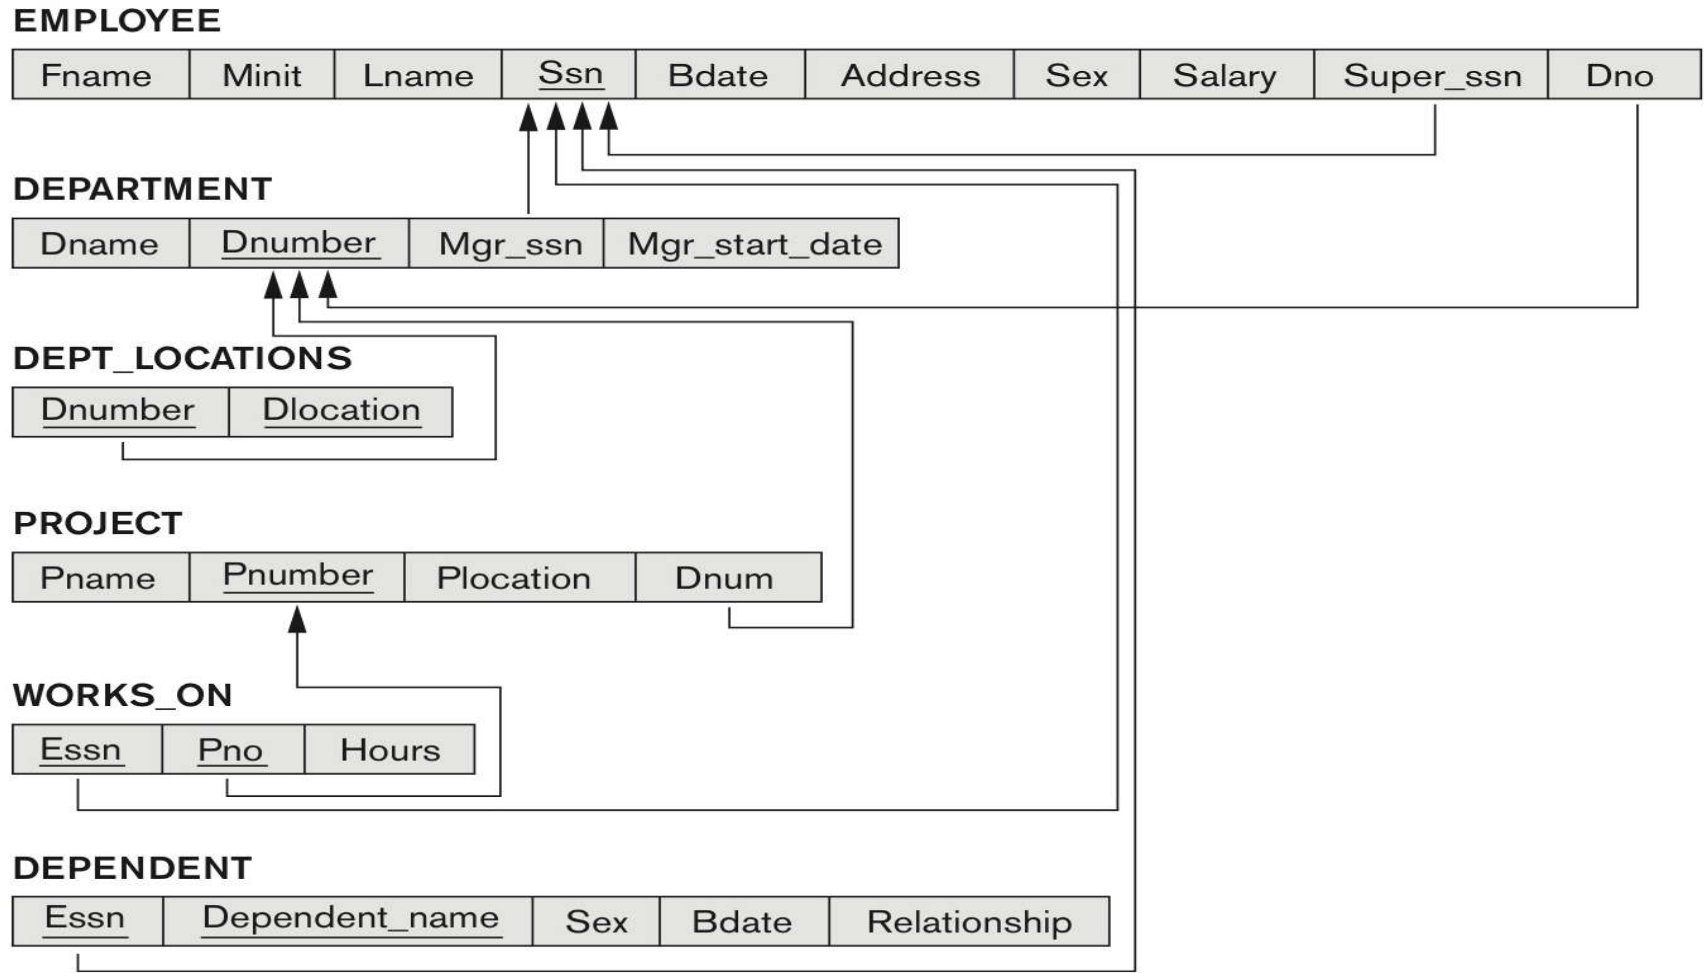 EMPLOYEE
Fname Minit Lname Ssn Bdate Address Sex Salary Super_ssn Dno
DEPARTMENT
Dname Dnumber Mgr_ssn Mgr_start_date
DEPT_LOCATIONS
Dnumber Dlocation
PROJECT
Pname Pnumber Plocation Dnum
WORKS_ON
Essn Pno Hours
DEPENDENT
Essn Dependent_name Sex Bdate Relationship